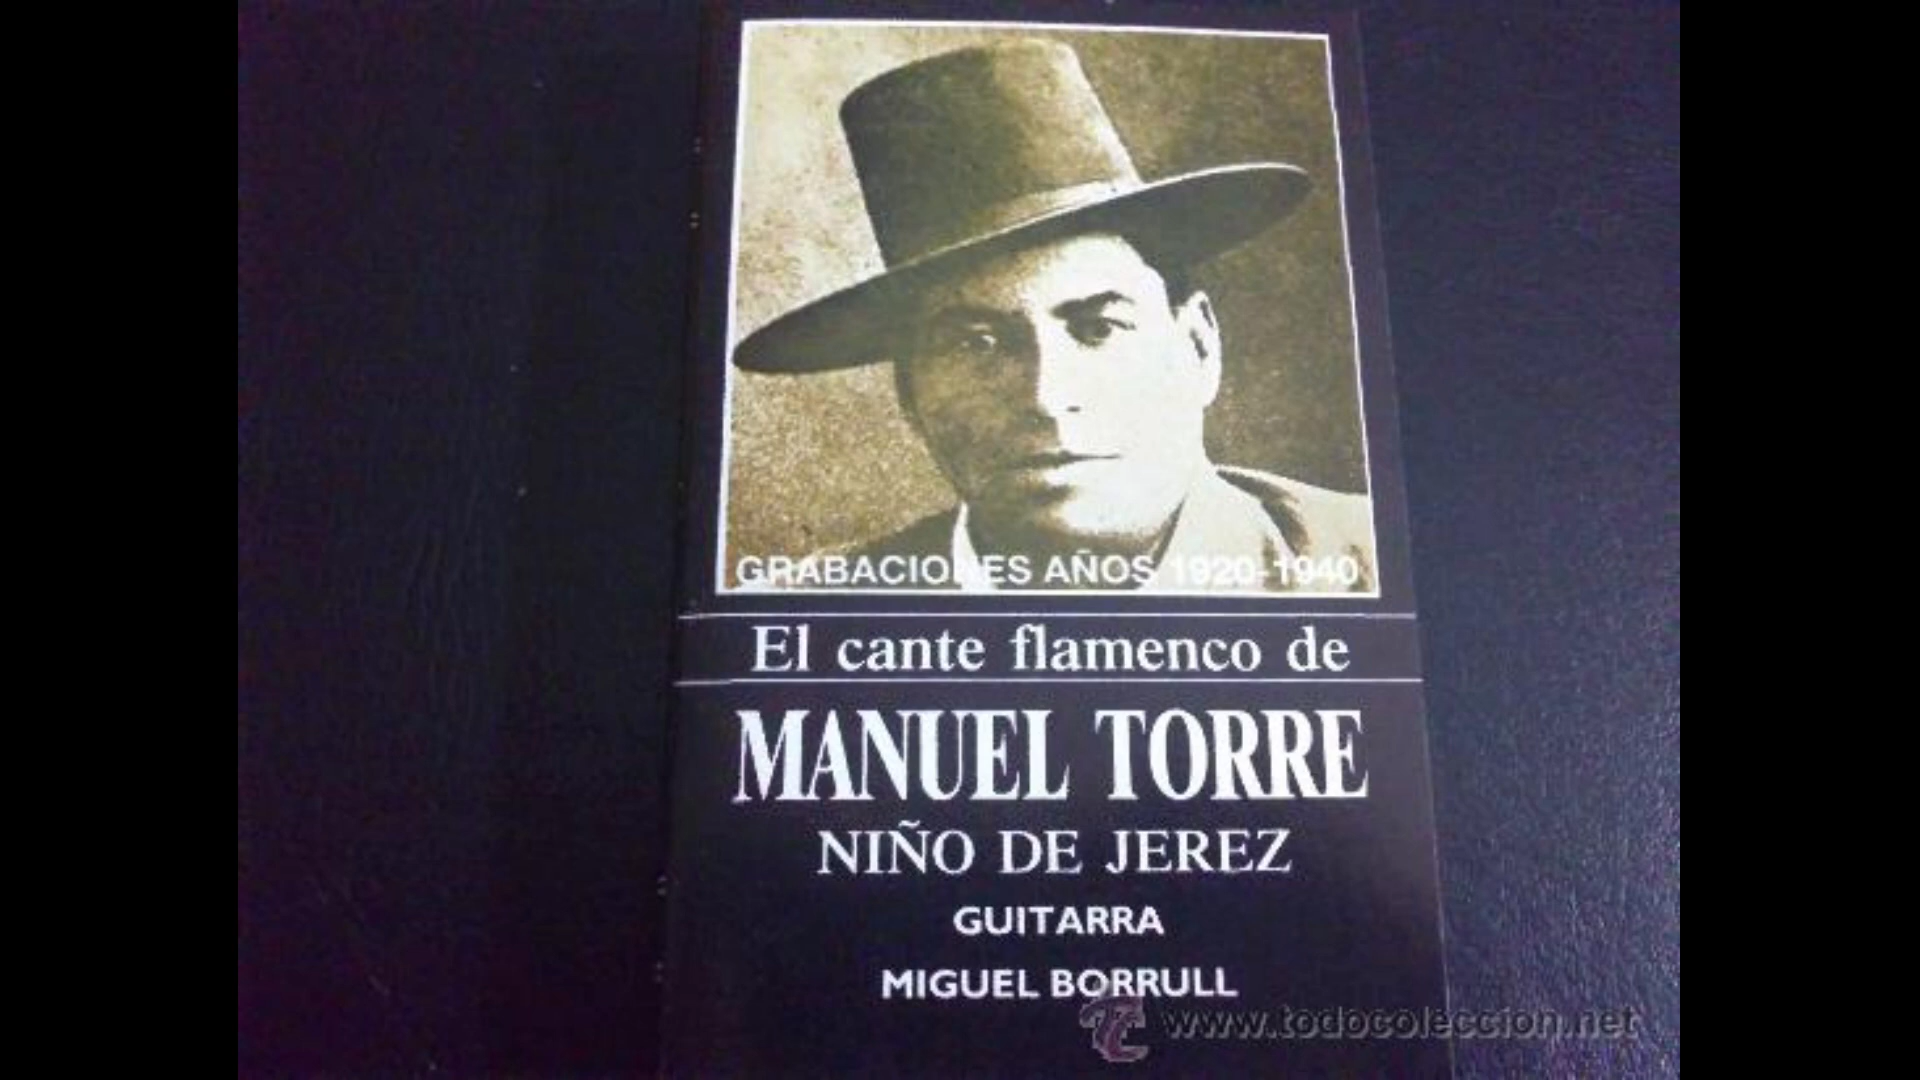 GRABACIONES AÑOS 1920-1940
El cante flamenco de
MANUEL TORRE
NIÑO DE JEREZ
GUITARRA
MIGUEL BORRULL
www.todocoleccion.net